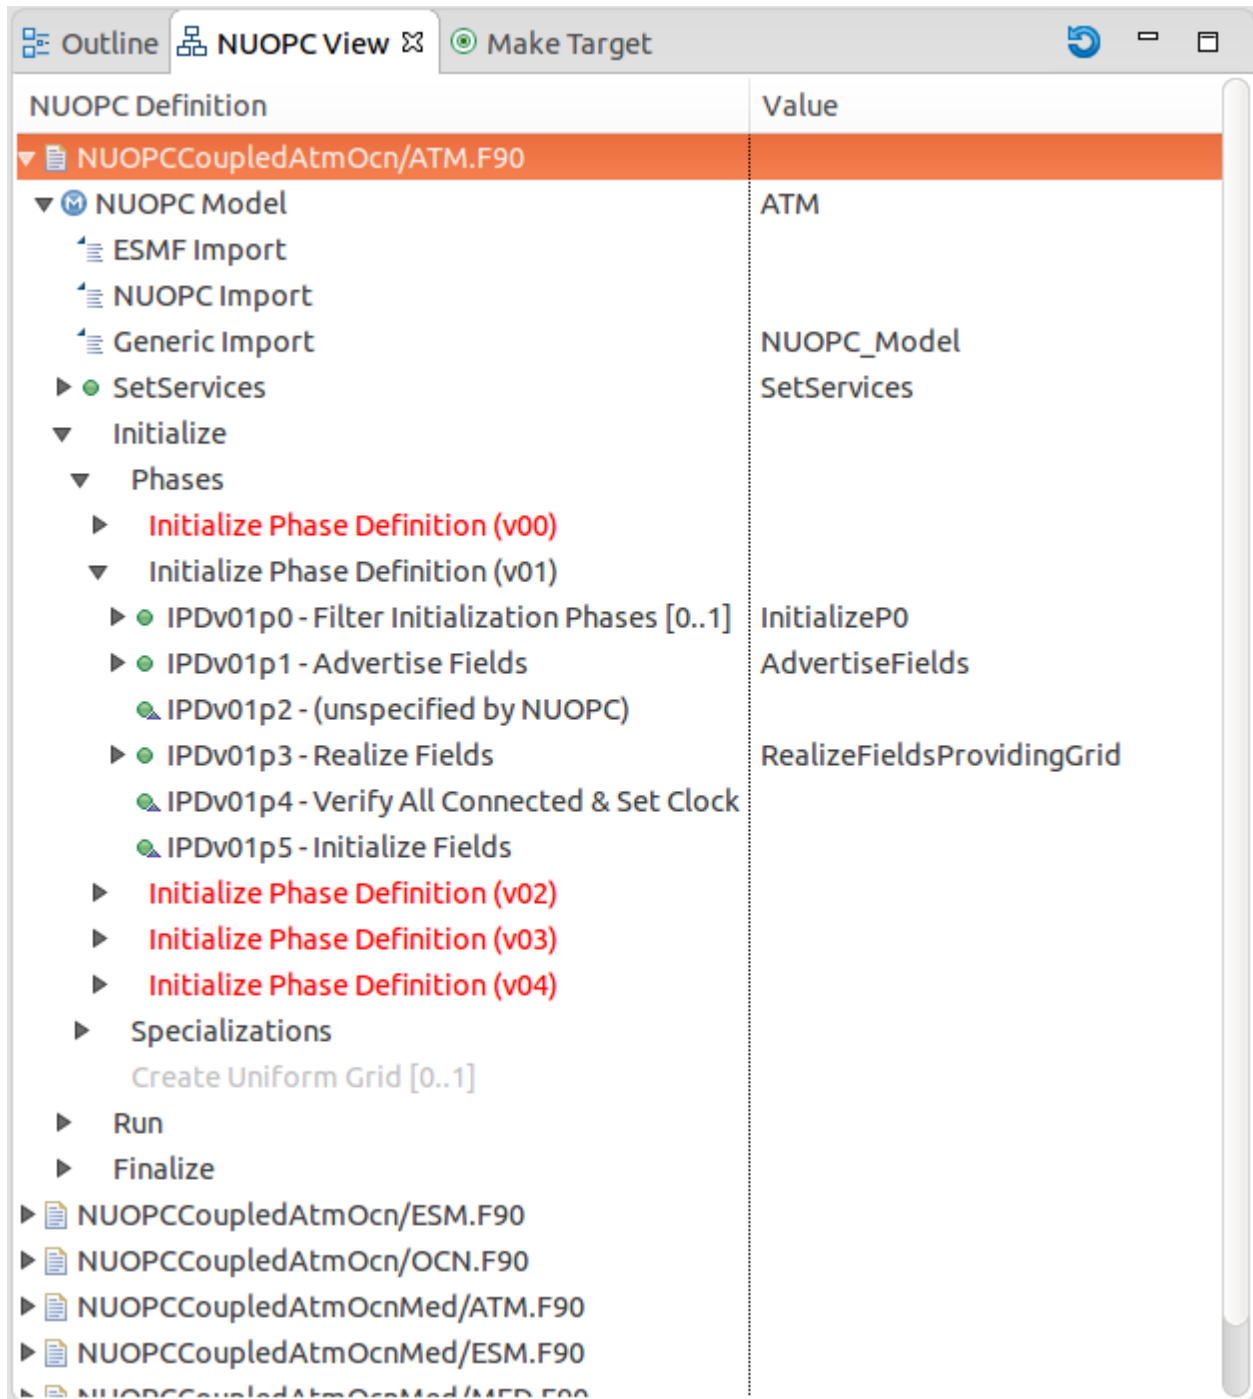 Outline NUOPC View Make Target
NUOPC Definition Value
NUOPCCoupledAtmOcn/ATM.F90
NUOPC Model ATM
ESMF Import
NUOPC Import
Generic Import NUOPC_Model
SetServices SetServices
Initialize
Phases
Initialize Phase Definition (v00)
Initialize Phase Definition (v01)
IPDv01p0 - Filter Initialization Phases [0..1] InitializeP0
IPDv01p1 - Advertise Fields AdvertiseFields
IPDv01p2 - (unspecified by NUOPC)
IPDv01p3 - Realize Fields RealizeFieldsProvidingGrid
IPDv01p4 - Verify All Connected & Set Clock
IPDv01p5 - Initialize Fields
Initialize Phase Definition (v02)
Initialize Phase Definition (v03)
Initialize Phase Definition (v04)
Specializations
Create Uniform Grid [0..1]
Run
Finalize
NUOPCCoupledAtmOcn/ESM.F90
NUOPCCoupledAtmOcn/OCN.F90
NUOPCCoupledAtmOcnMed/ATM.F90
NUOPCCoupledAtmOcnMed/ESM.F90
NUOPCCoupledAtmOcnMed/MED.F90